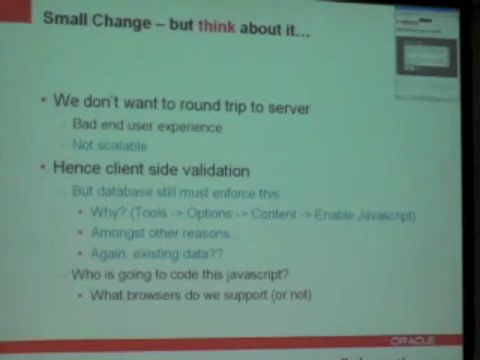 Small Change – but think about it...
• We don't want to round trip to server
– Bad end user experience
– Not scalable
• Hence client side validation
– But database still must enforce this
• Why? (Tools -> Options -> Content -> Enable Javascript)
• Amongst other reasons...
• Again: existing data??
– Who is going to code this javascript?
• What browsers do we support (or not)
ORACLE